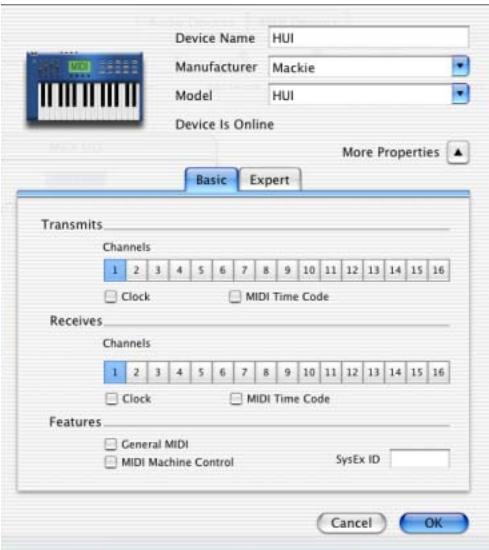 Device Name HUI
MIDI
Manufacturer Mackie
Model HUI
Device Is Online
More Properties
Basic Expert
Transmits
Channels
1 2 3 4 5 6 7 8 9 10 11 12 13 14 15 16
Clock MIDI Time Code
Receives
Channels
1 2 3 4 5 6 7 8 9 10 11 12 13 14 15 16
Clock MIDI Time Code
Features
General MIDI
MIDI Machine Control SysEx ID
Cancel OK